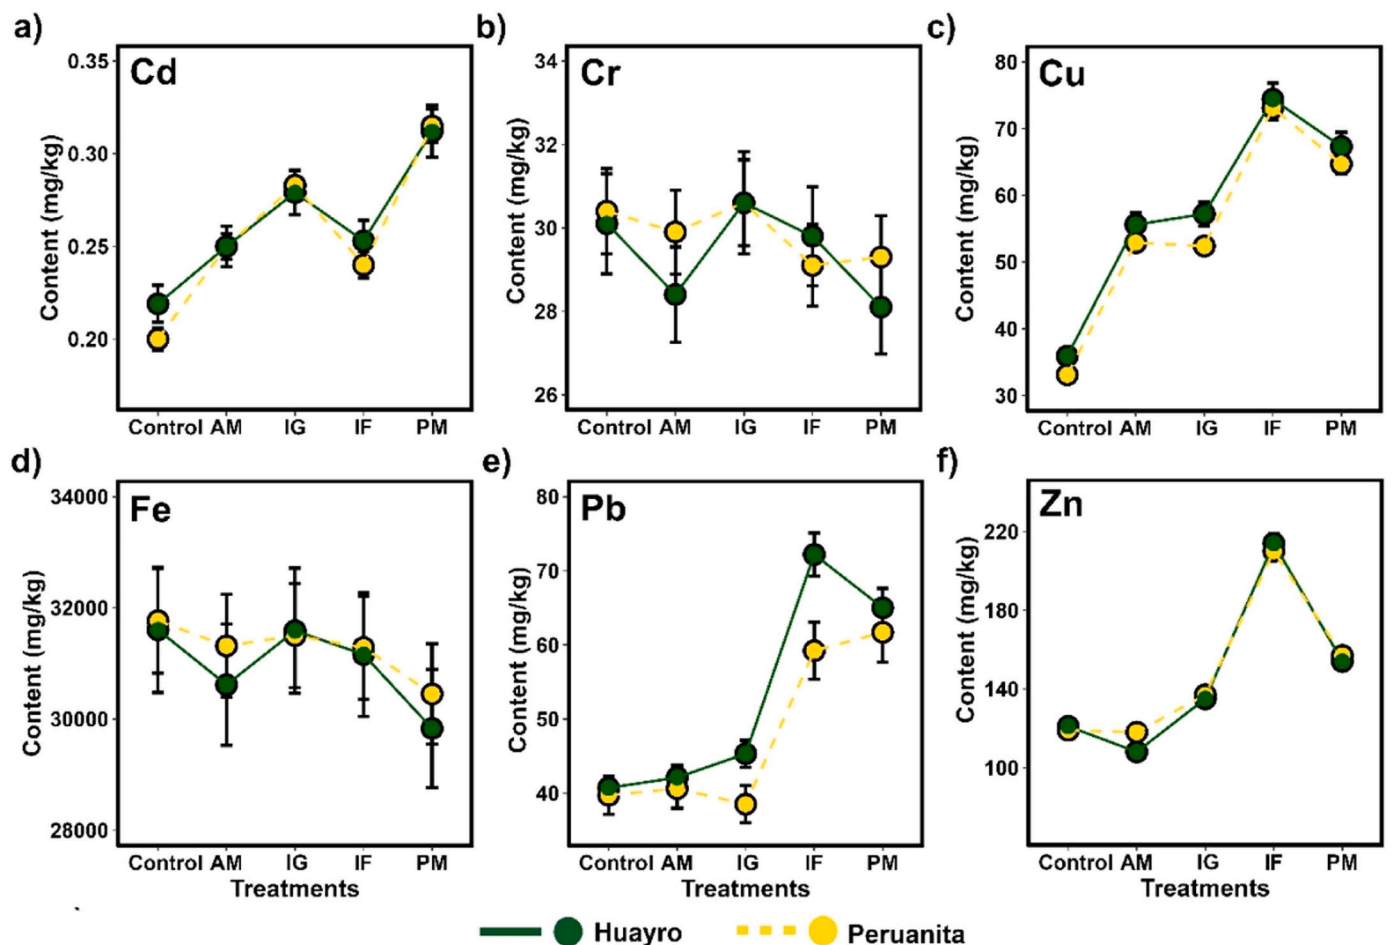 a)
Cd
Content (mg/kg)
0.35
0.30
0.25
0.20
Control AM IG IF PM
b)
Cr
Content (mg/kg)
34
32
30
28
26
Control AM IG IF PM
c)
Cu
Content (mg/kg)
80
70
60
50
40
30
Control AM IG IF PM
d)
Fe
Content (mg/kg)
34000
32000
30000
28000
Control AM IG IF PM
Treatments
e)
Pb
Content (mg/kg)
80
70
60
50
40
Control AM IG IF PM
Treatments
f)
Zn
Content (mg/kg)
220
180
140
100
Control AM IG IF PM
Treatments
Huayro Peruanita